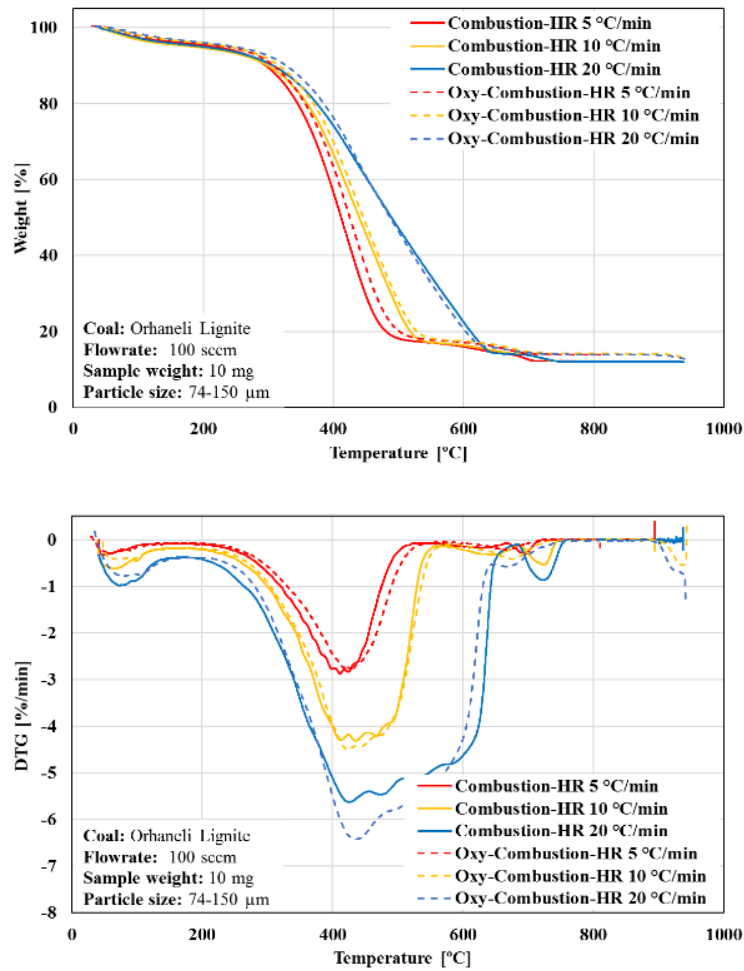 100
80
60
40
20
0
Weight [%]
Combustion-HR 5 °C/min
Combustion-HR 10 °C/min
Combustion-HR 20 °C/min
Oxy-Combustion-HR 5 °C/min
Oxy-Combustion-HR 10 °C/min
Oxy-Combustion-HR 20 °C/min
Coal: Orhaneli Lignite
Flowrate: 100 sccm
Sample weight: 10 mg
Particle size: 74-150 µm
0 200 400 600 800 1000
Temperature [ºC]
0
-1
-2
-3
-4
-5
-6
-7
-8
DTG [%/min]
Combustion-HR 5 °C/min
Combustion-HR 10 °C/min
Combustion-HR 20 °C/min
Oxy-Combustion-HR 5 °C/min
Oxy-Combustion-HR 10 °C/min
Oxy-Combustion-HR 20 °C/min
Coal: Orhaneli Lignite
Flowrate: 100 sccm
Sample weight: 10 mg
Particle size: 74-150 µm
0 200 400 600 800 1000
Temperature [ºC]